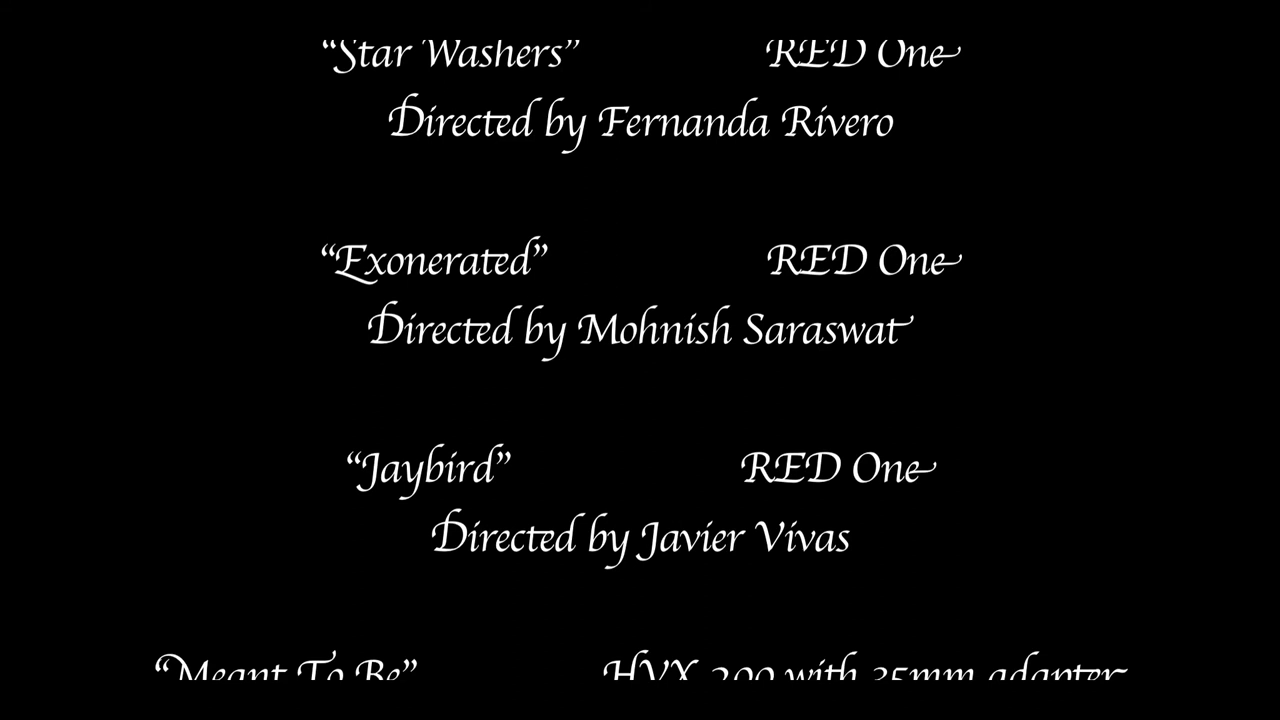 “Star Washers” RED One
Directed by Fernanda Rivero
“Exonerated” RED One
Directed by Mohnish Saraswat
“Jaybird” RED One
Directed by Javier Vivas
“Meant To Be” HVX 200 with 35mm adapter